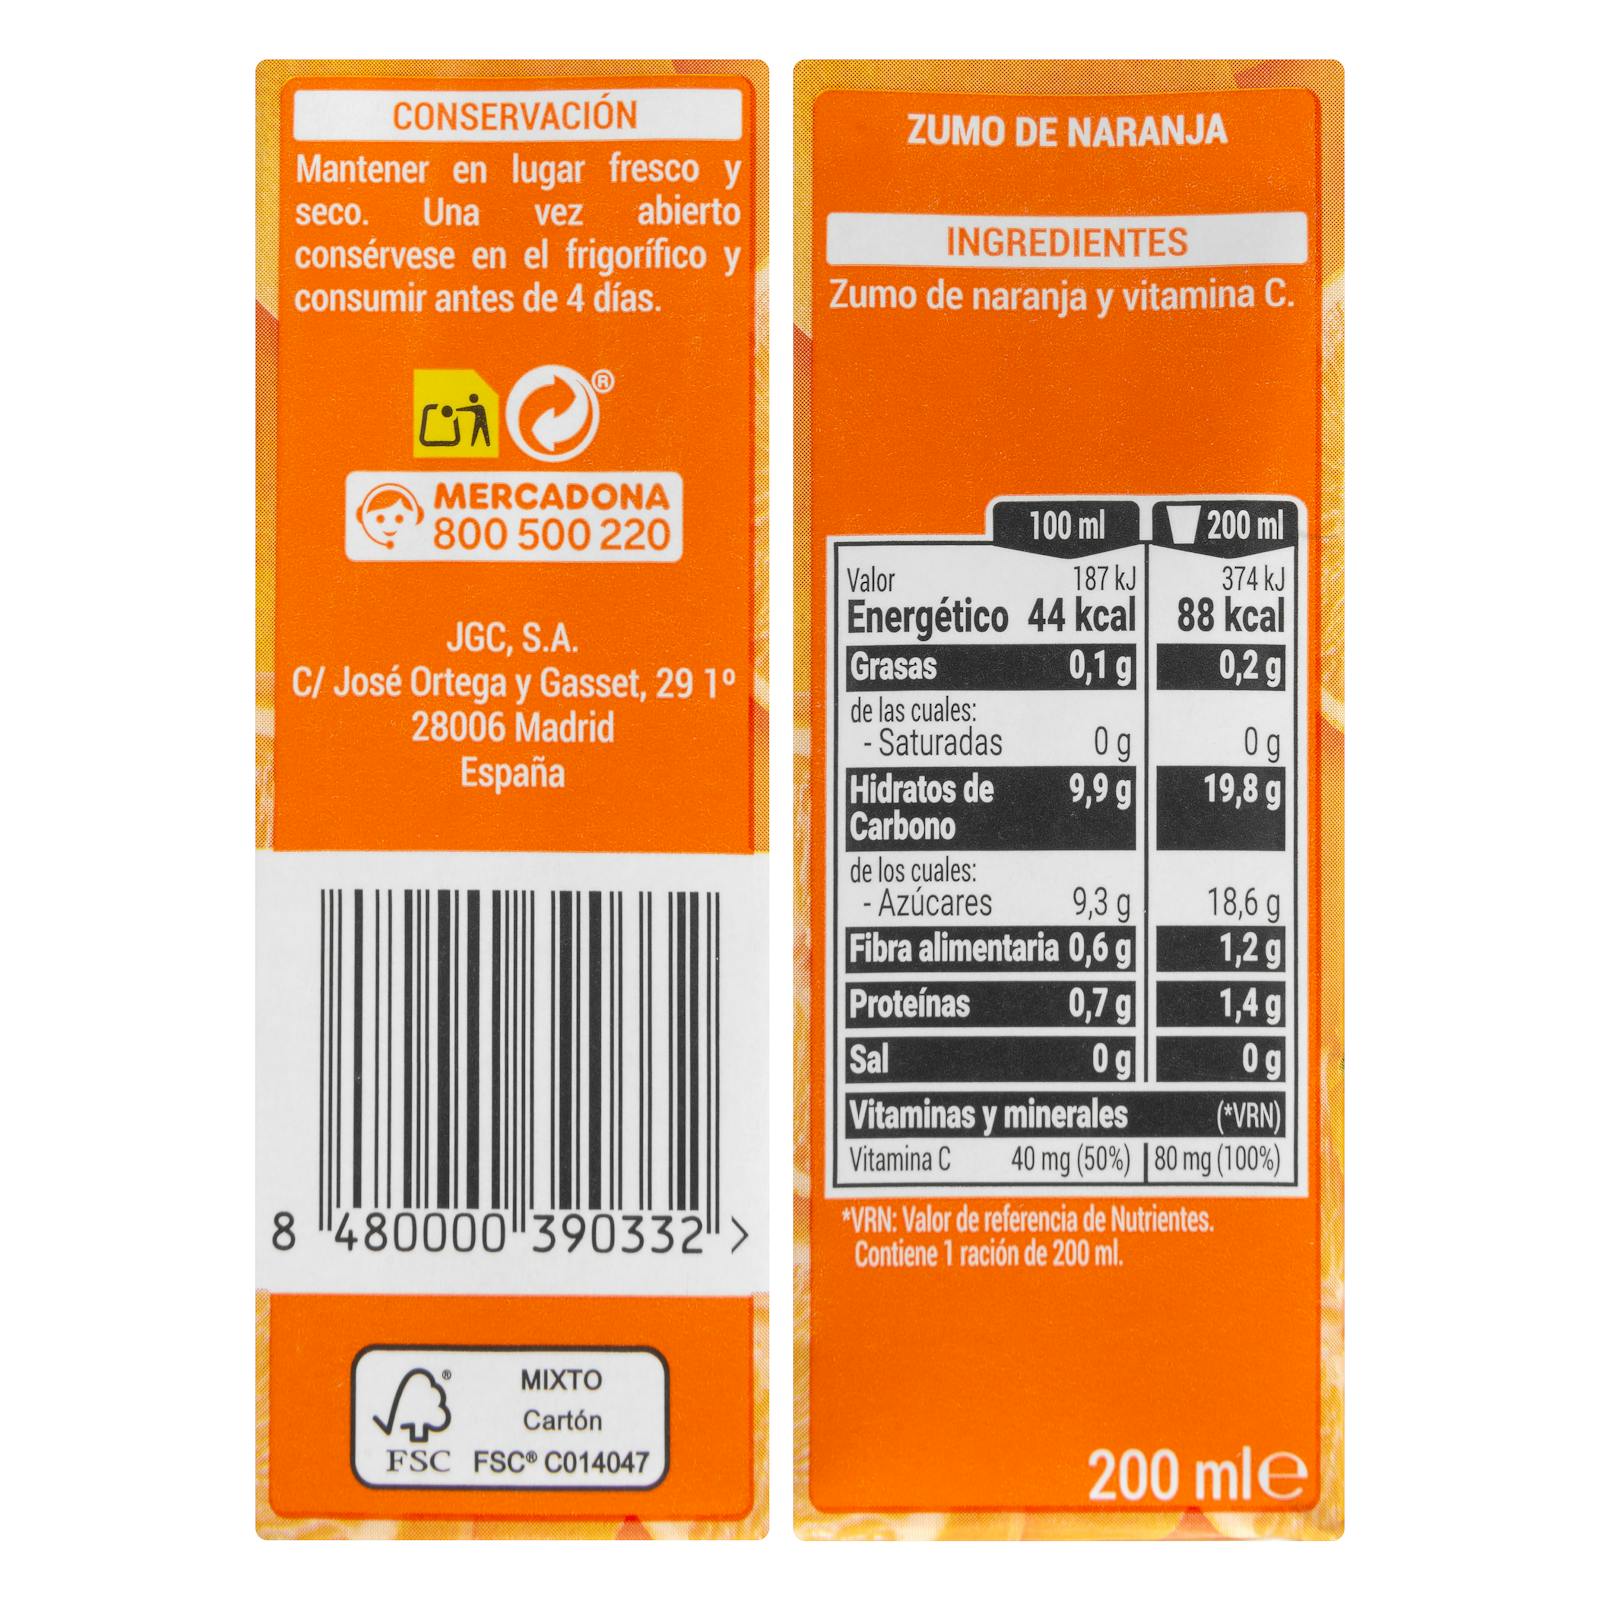 CONSERVACIÓN
Mantener en lugar fresco y
seco. Una vez abierto
consérvese en el frigorífico y
consumir antes de 4 días.
®
MERCADONA
800 500 220
JGC, S.A.
C/ José Ortega y Gasset, 29 1º
28006 Madrid
España
8 480000 390332 >
MIXTO
Cartón
FSC® C014047
® FSC
ZUMO DE NARANJA
INGREDIENTES
Zumo de naranja y vitamina C.
100 ml 200 ml
Valor 187 kJ 374 kJ
Energético 44 kcal 88 kcal
Grasas 0,1 g 0,2 g
de las cuales:
- Saturadas 0 g 0 g
Hidratos de 9,9 g 19,8 g
Carbono
de los cuales:
- Azúcares 9,3 g 18,6 g
Fibra alimentaria 0,6 g 1,2 g
Proteínas 0,7 g 1,4 g
Sal 0 g 0 g
Vitaminas y minerales (*VRN)
Vitamina C 40 mg (50%) 80 mg (100%)
*VRN: Valor de referencia de Nutrientes.
Contiene 1 ración de 200 ml.
200 ml e